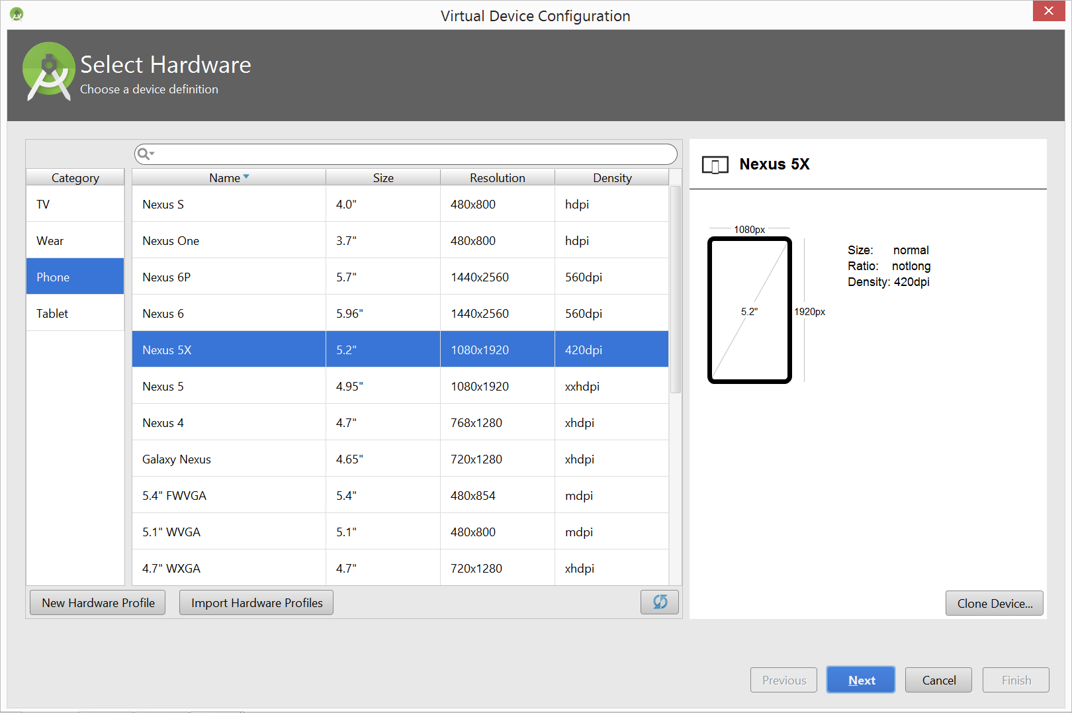 Virtual Device Configuration
Select Hardware
Choose a device definition
Category
TV
Wear
Phone
Tablet
Name Size Resolution Density
Nexus S 4.0" 480x800 hdpi
Nexus One 3.7" 480x800 hdpi
Nexus 6P 5.7" 1440x2560 560dpi
Nexus 6 5.96" 1440x2560 560dpi
Nexus 5X 5.2" 1080x1920 420dpi
Nexus 5 4.95" 1080x1920 xxhdpi
Nexus 4 4.7" 768x1280 xhdpi
Galaxy Nexus 4.65" 720x1280 xhdpi
5.4" FWVGA 5.4" 480x854 mdpi
5.1" WVGA 5.1" 480x800 mdpi
4.7" WXGA 4.7" 720x1280 xhdpi
New Hardware Profile Import Hardware Profiles
Nexus 5X
1080px
5.2"
1920px
Size: normal
Ratio: notlong
Density: 420dpi
Clone Device...
Previous Next Cancel Finish